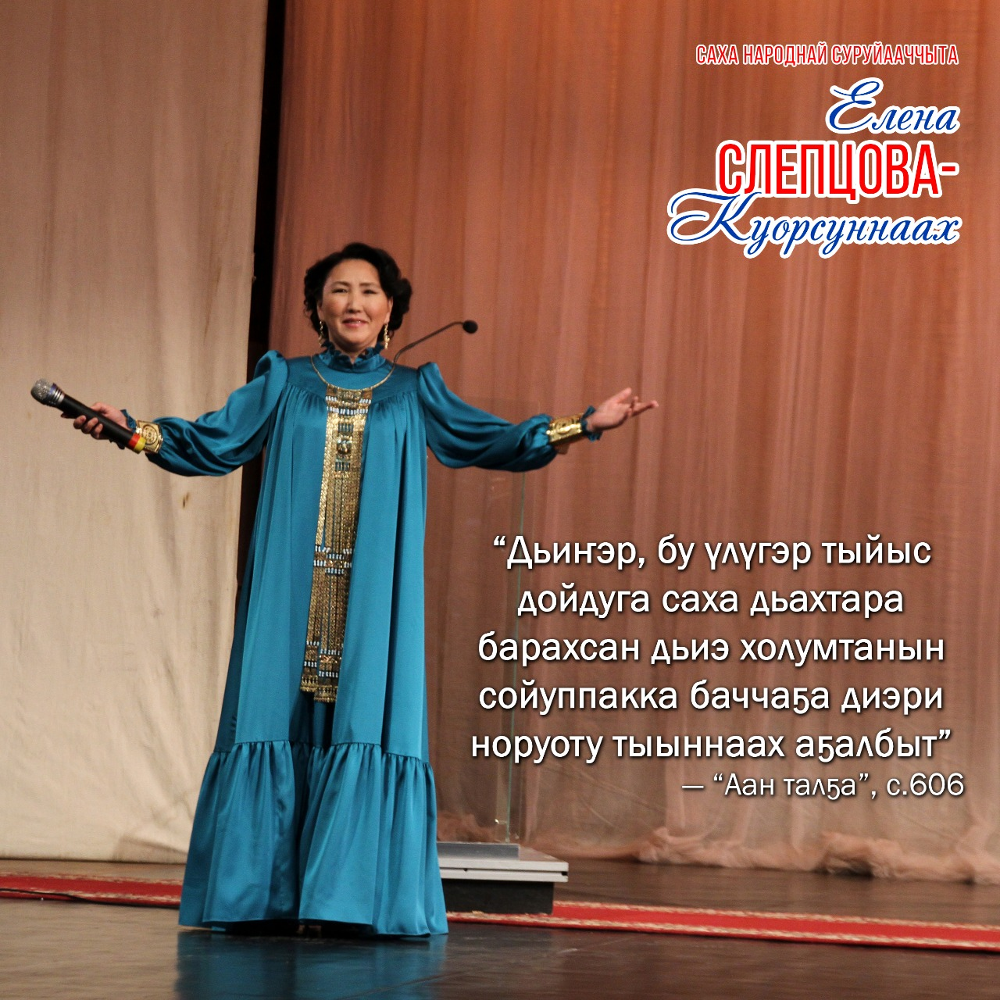 САХА НАРОДНАЙ СУРУЙААЧЧЫТА
Елена
СЛЕПЦОВА-
Куорсуннаах
“Дьиҥэр, бу үлүгэр тыйыс
дойдуга саха дьахтара
барахсан дьиэ холумтанын
сойуппакка баччаҕа диэри
норуоту тыыннаах аҕалбыт”
— “Аан талҕа”, с.606